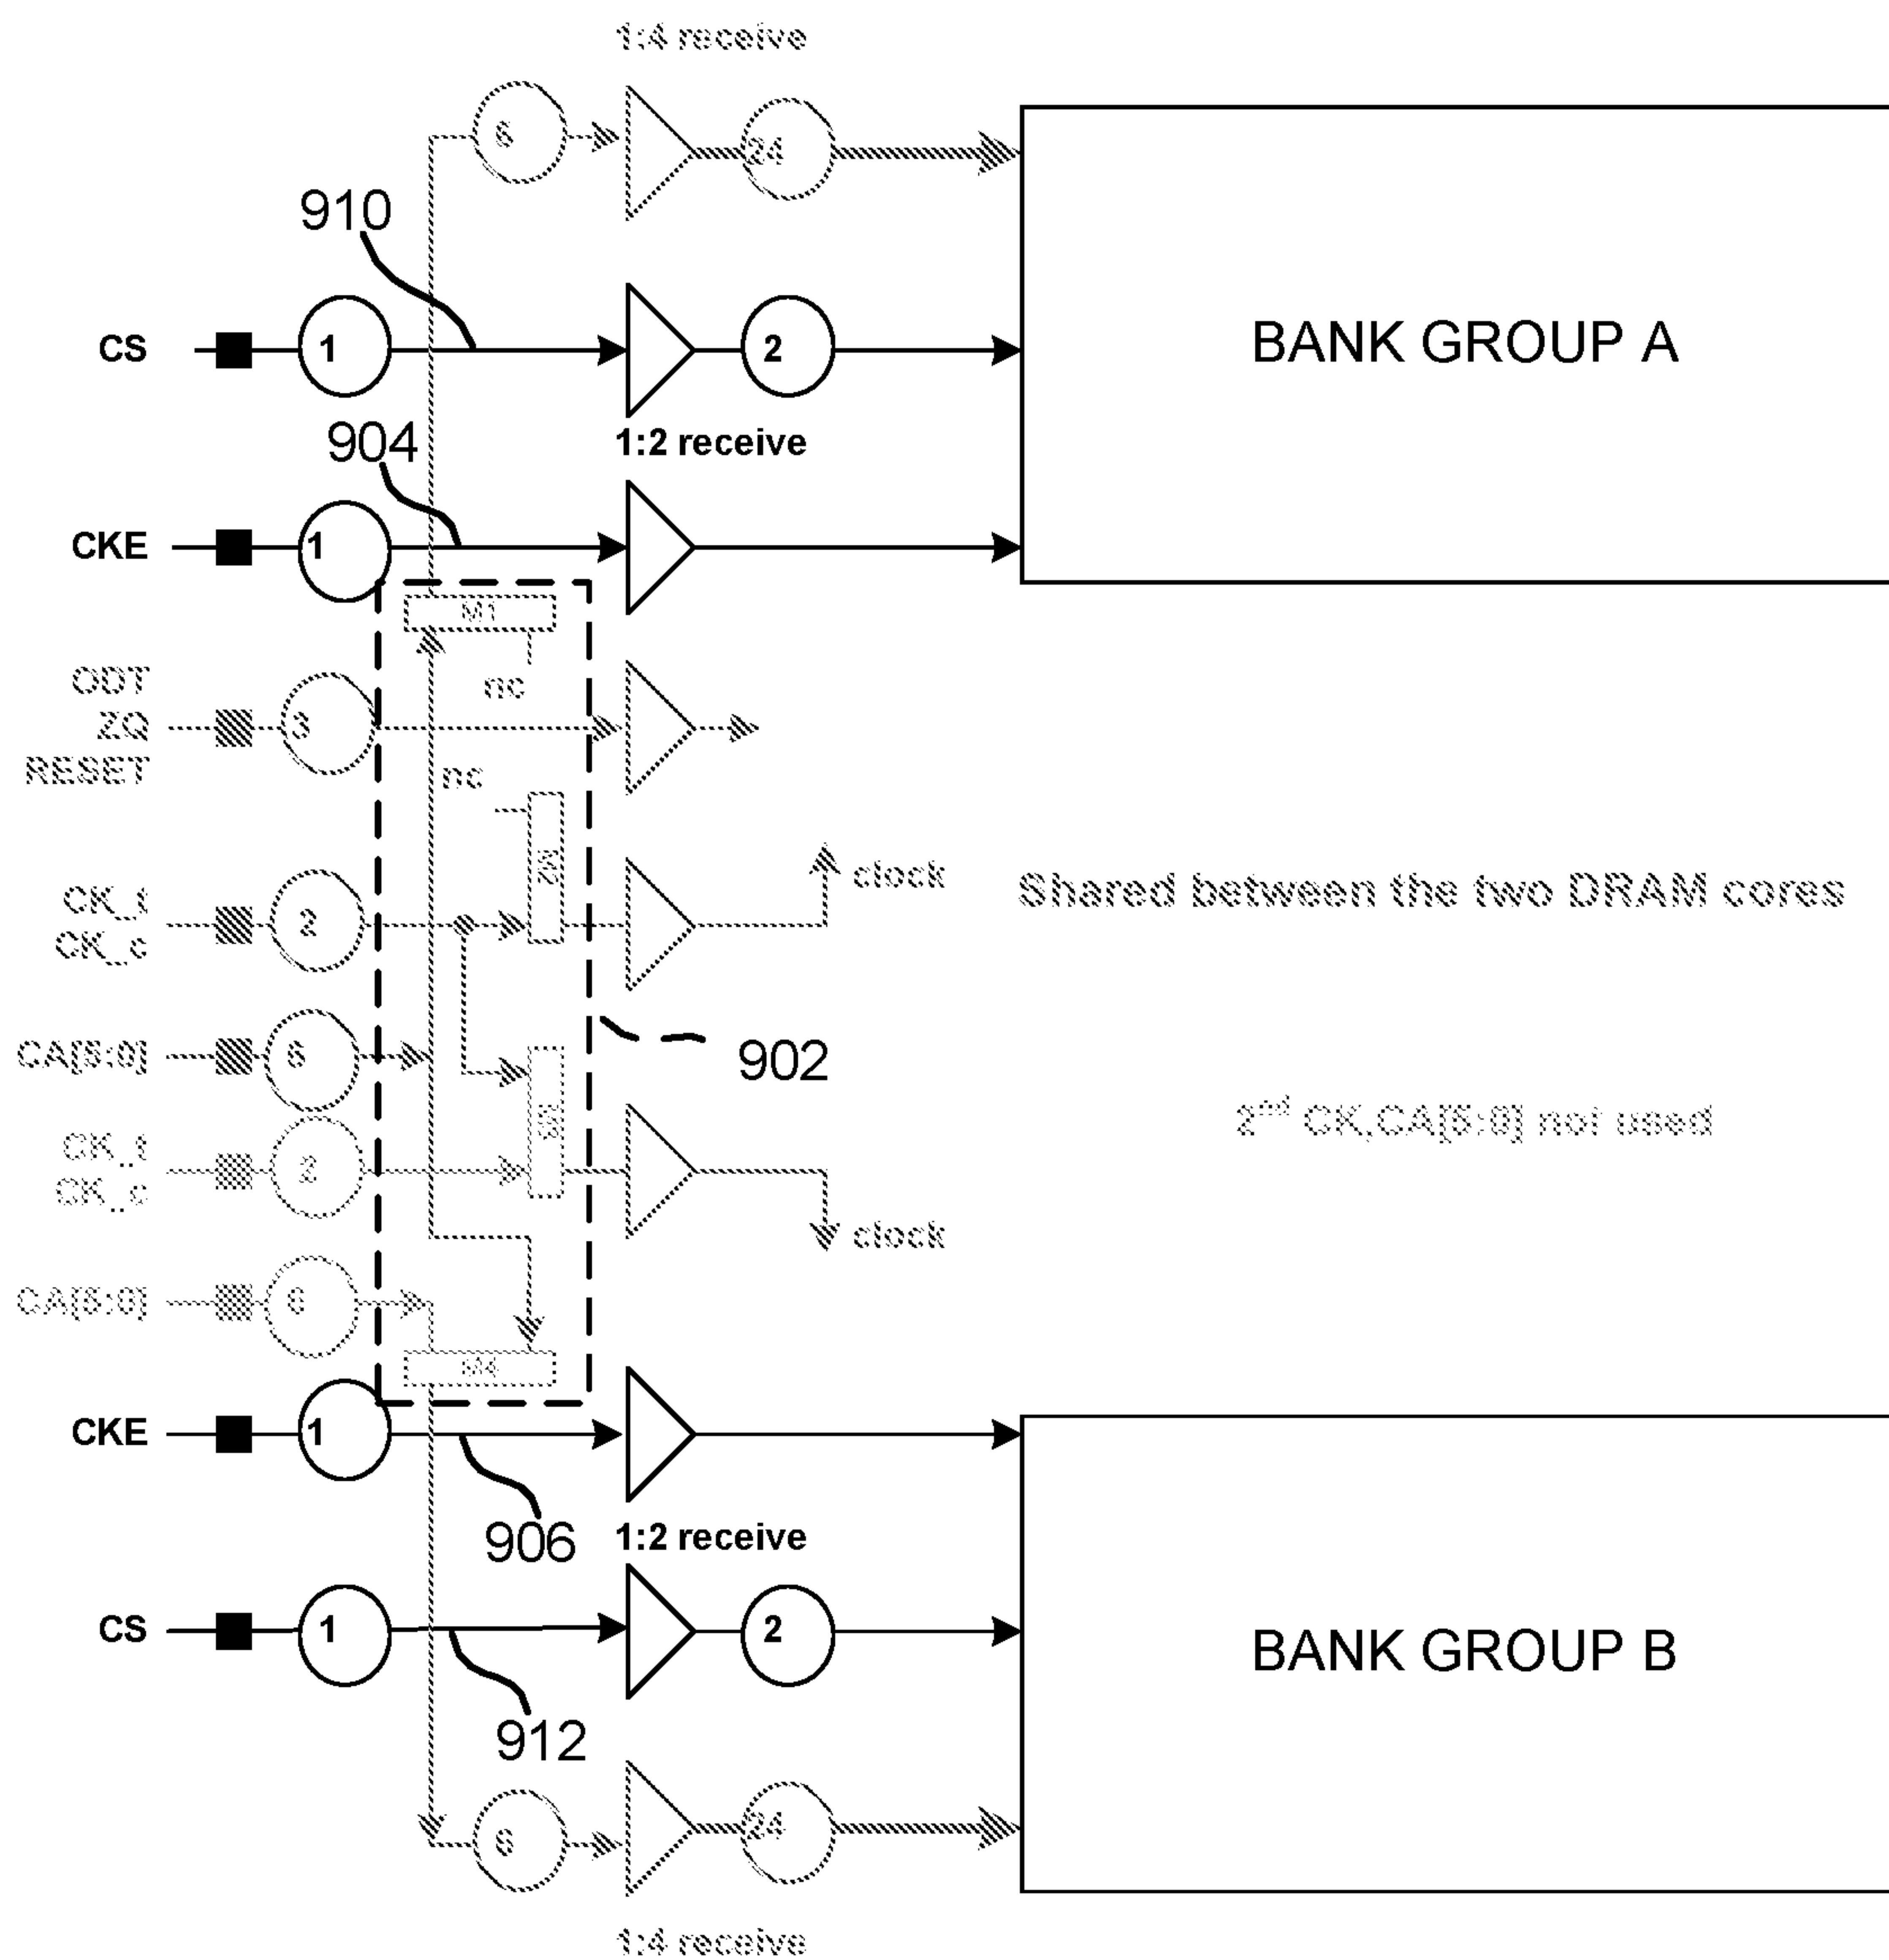 1:4 receive
6
24
910
CS
1
2
BANK GROUP A
904
1:2 receive
CKE
1
M1
ODT
nc
ZQ
3
RESET
nc
M2
clock
Shared between the two DRAM cores
CK_t
2
CK_c
CA[5:0]
6
902
M3
2nd CK,CA[5:0] not used
CK_t
2
CK_c
clock
CA[5:0]
6
M4
CKE
1
906
1:2 receive
CS
1
2
BANK GROUP B
912
6
24
1:4 receive